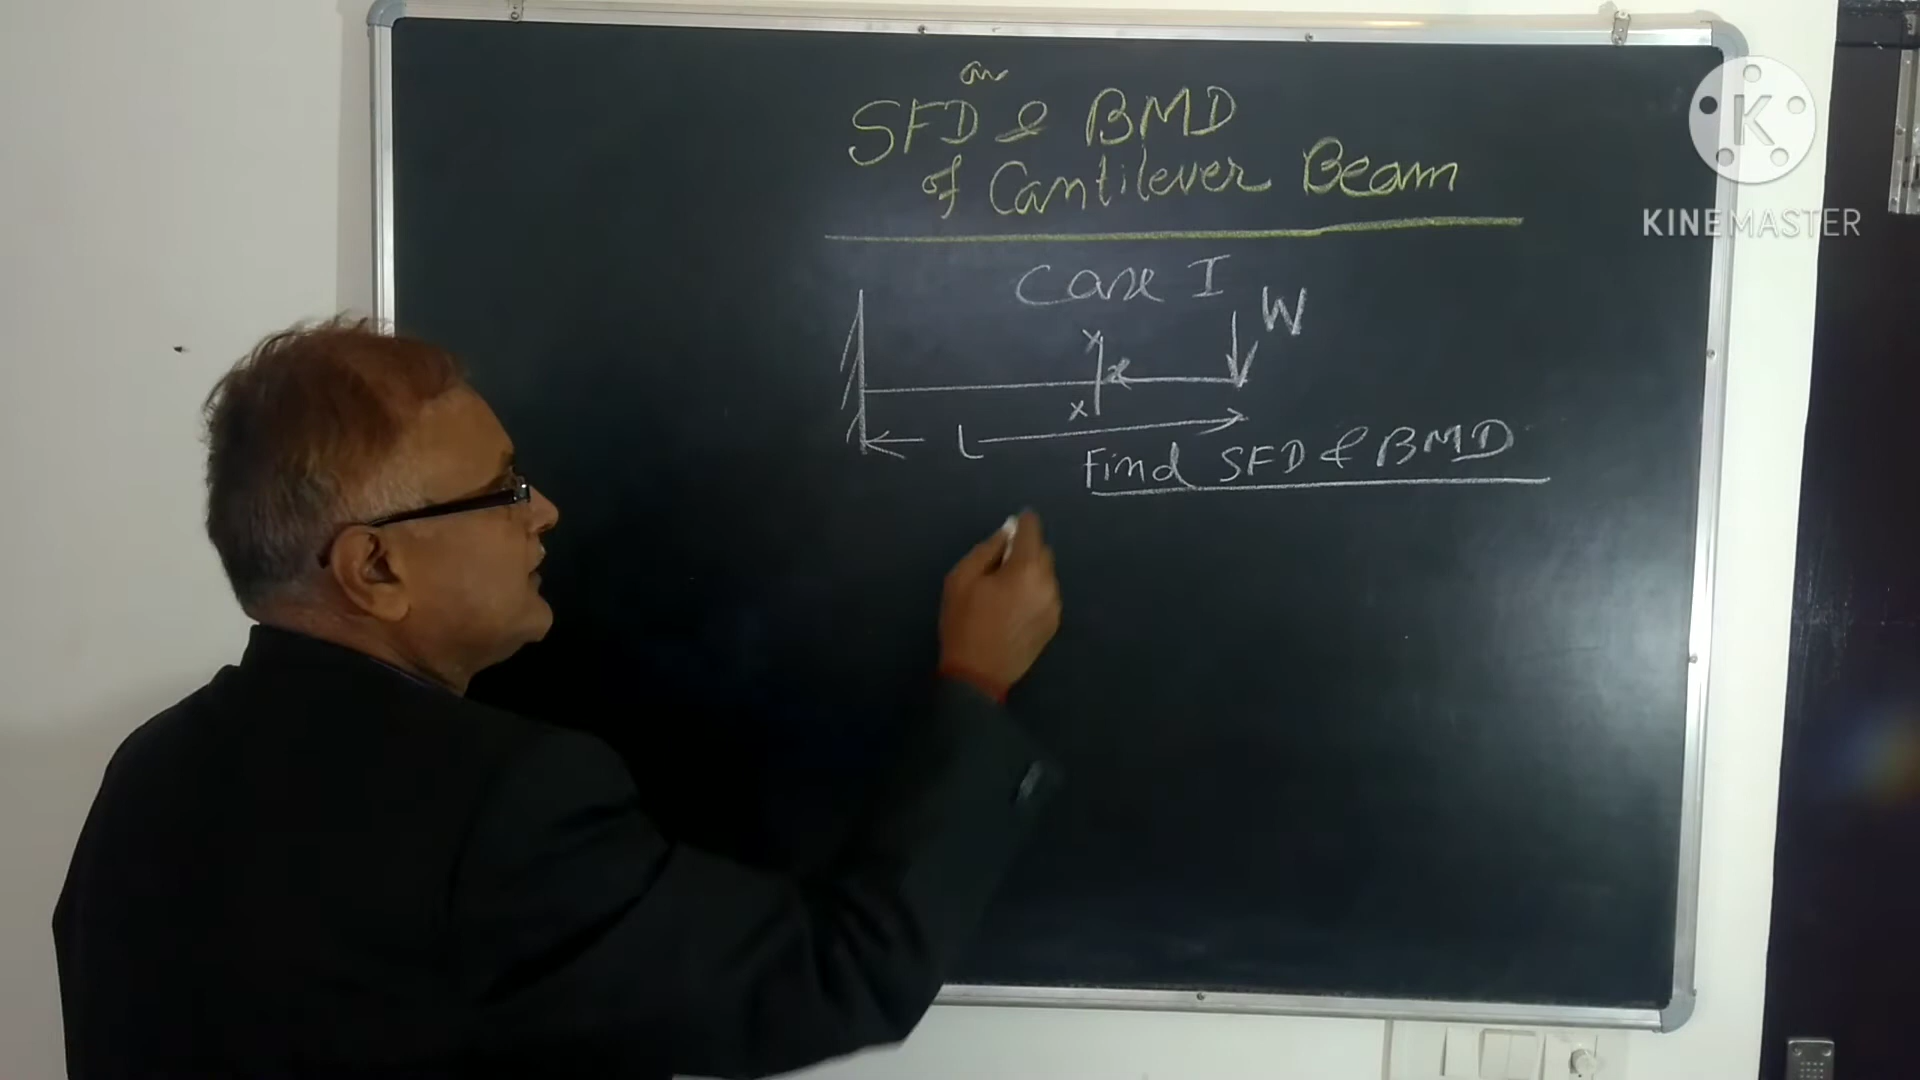 on
SFD & BMD
of Cantilever Beam
Case I
W
x
x
x
L
Find SFD & BMD
K
KINEMASTER